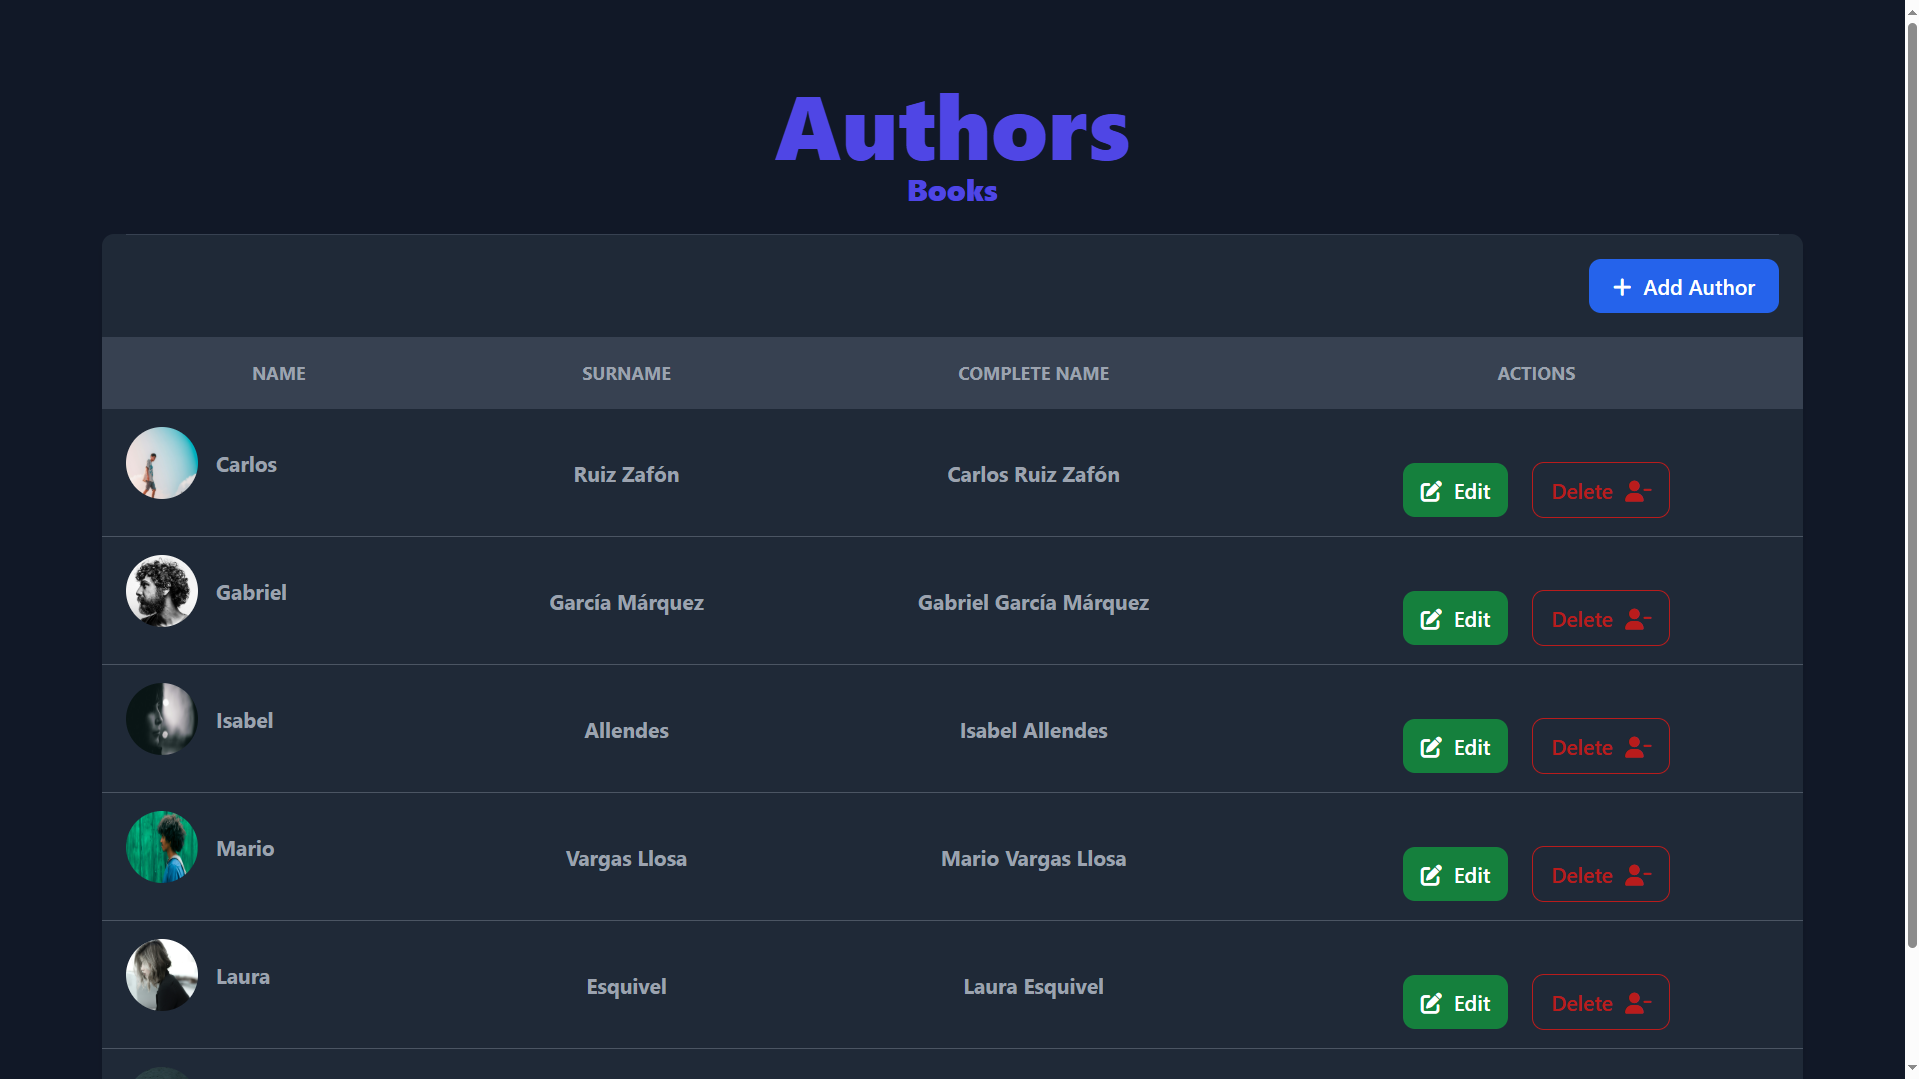 Authors
Books
Add Author
NAME SURNAME COMPLETE NAME ACTIONS
Carlos Ruiz Zafón Carlos Ruiz Zafón Edit Delete
Gabriel García Márquez Gabriel García Márquez Edit Delete
Isabel Allendes Isabel Allendes Edit Delete
Mario Vargas Llosa Mario Vargas Llosa Edit Delete
Laura Esquivel Laura Esquivel Edit Delete